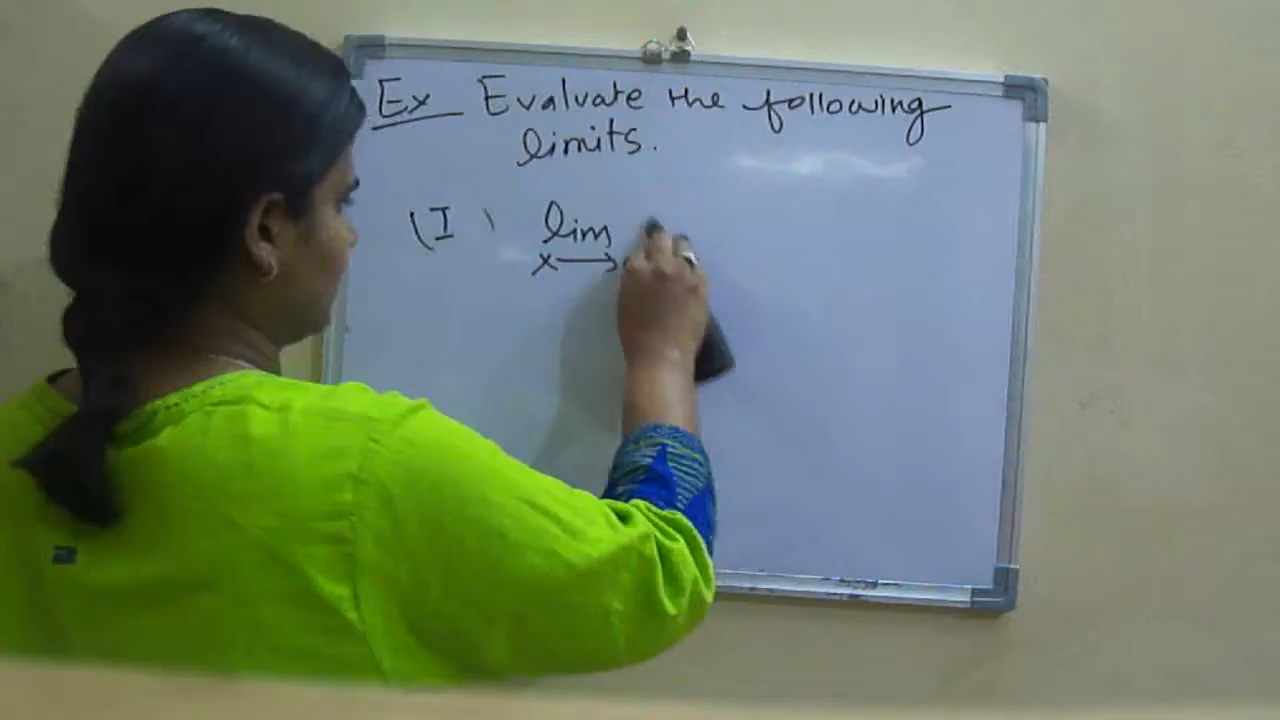 Ex Evaluate the following
limits.
(I) lim
x→